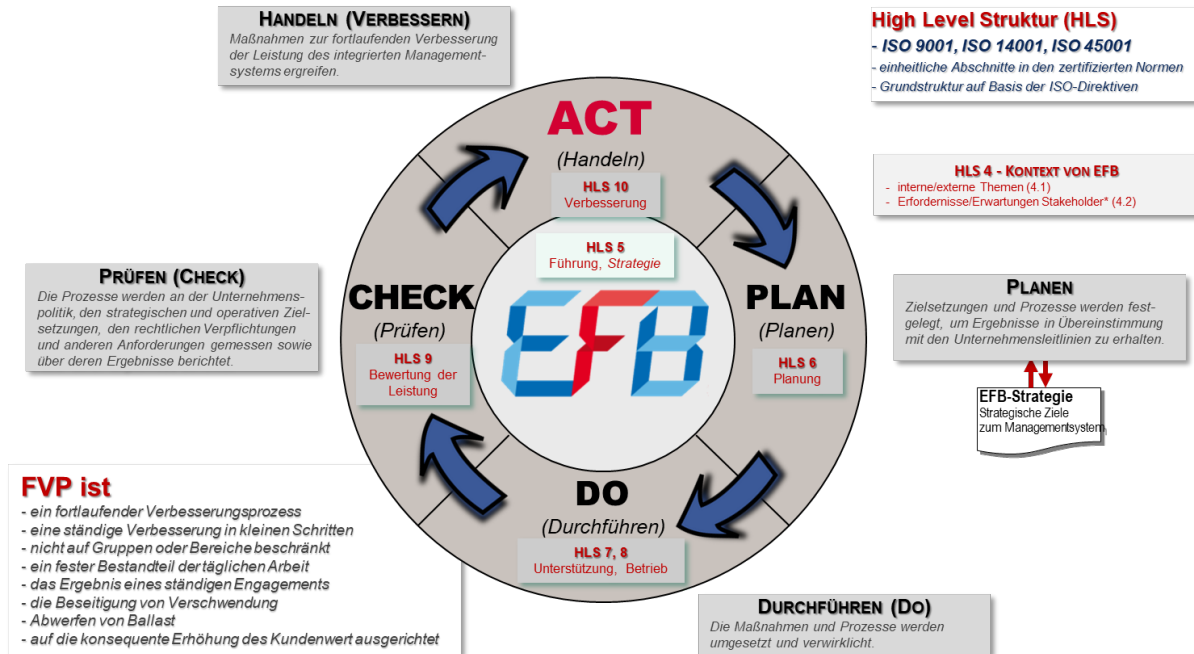 HANDELN (VERBESSERN)
Maßnahmen zur fortlaufenden Verbesserung
der Leistung des integrierten Management-
systems ergreifen.
High Level Struktur (HLS)
- ISO 9001, ISO 14001, ISO 45001
- einheitliche Abschnitte in den zertifizierten Normen
- Grundstruktur auf Basis der ISO-Direktiven
ACT
(Handeln)
HLS 10
Verbesserung
HLS 4 - KONTEXT VON EFB
- interne/externe Themen (4.1)
- Erfordernisse/Erwartungen Stakeholder* (4.2)
HLS 5
Führung, Strategie
EFB
PRÜFEN (CHECK)
Die Prozesse werden an der Unternehmens-
politik, den strategischen und operativen Ziel-
setzungen, den rechtlichen Verpflichtungen
und anderen Anforderungen gemessen sowie
über deren Ergebnisse berichtet.
CHECK
(Prüfen)
HLS 9
Bewertung der
Leistung
PLAN
(Planen)
HLS 6
Planung
PLANEN
Zielsetzungen und Prozesse werden fest-
gelegt, um Ergebnisse in Übereinstimmung
mit den Unternehmensleitlinien zu erhalten.
EFB-Strategie
Strategische Ziele
zum Managementsystem
DO
(Durchführen)
HLS 7, 8
Unterstützung, Betrieb
FVP ist
- ein fortlaufender Verbesserungsprozess
- eine ständige Verbesserung in kleinen Schritten
- nicht auf Gruppen oder Bereiche beschränkt
- ein fester Bestandteil der täglichen Arbeit
- das Ergebnis eines ständigen Engagements
- die Beseitigung von Verschwendung
- Abwerfen von Ballast
- auf die konsequente Erhöhung des Kundenwert ausgerichtet
DURCHFÜHREN (DO)
Die Maßnahmen und Prozesse werden
umgesetzt und verwirklicht.